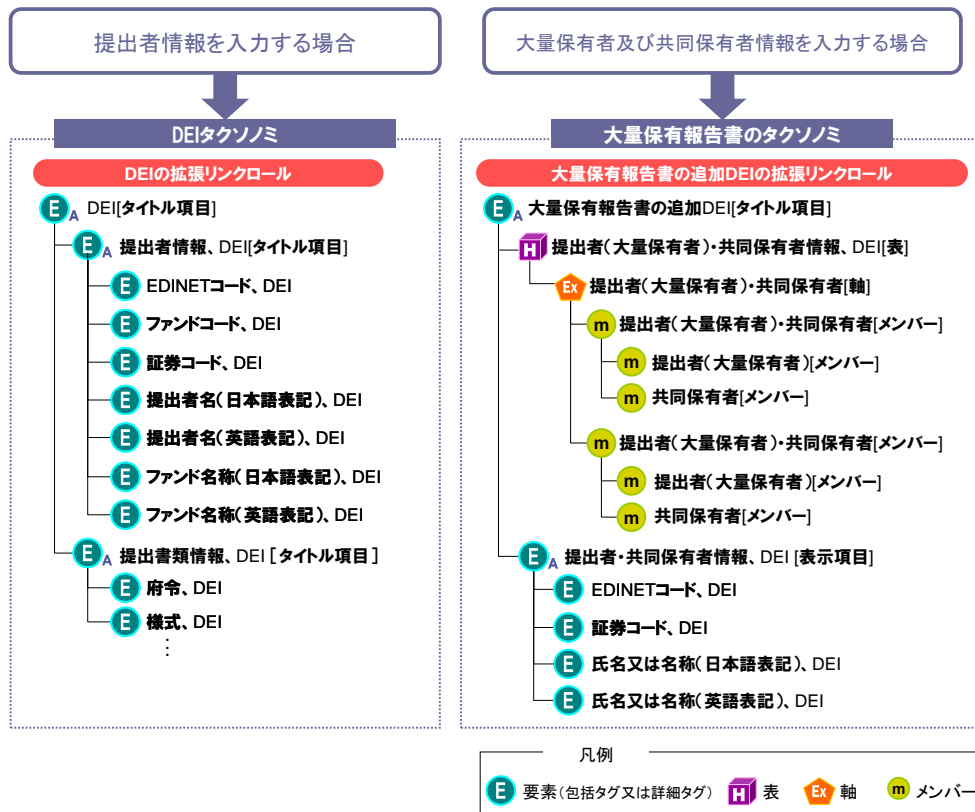 提出者情報を入力する場合
DEIタクソノミ
DEIの拡張リンクロール
E A DEI[タイトル項目]
E A 提出者情報、DEI[タイトル項目]
E EDINETコード、DEI
E ファンドコード、DEI
E 証券コード、DEI
E 提出者名(日本語表記)、DEI
E 提出者名(英語表記)、DEI
E ファンド名称(日本語表記)、DEI
E ファンド名称(英語表記)、DEI
E A 提出書類情報、DEI[タイトル項目]
E 府令、DEI
E 様式、DEI
⋮
大量保有者及び共同保有者情報を入力する場合
大量保有報告書のタクソノミ
大量保有報告書の追加DEIの拡張リンクロール
E A 大量保有報告書の追加DEI[タイトル項目]
H 提出者(大量保有者)・共同保有者情報、DEI[表]
Ex 提出者(大量保有者)・共同保有者[軸]
m 提出者(大量保有者)・共同保有者[メンバー]
m 提出者(大量保有者)[メンバー]
m 共同保有者[メンバー]
m 提出者(大量保有者)・共同保有者[メンバー]
m 提出者(大量保有者)[メンバー]
m 共同保有者[メンバー]
E A 提出者・共同保有者情報、DEI [表示項目]
E EDINETコード、DEI
E 証券コード、DEI
E 氏名又は名称(日本語表記)、DEI
E 氏名又は名称(英語表記)、DEI
凡例
E 要素(包括タグ又は詳細タグ) H 表 Ex 軸 m メンバー